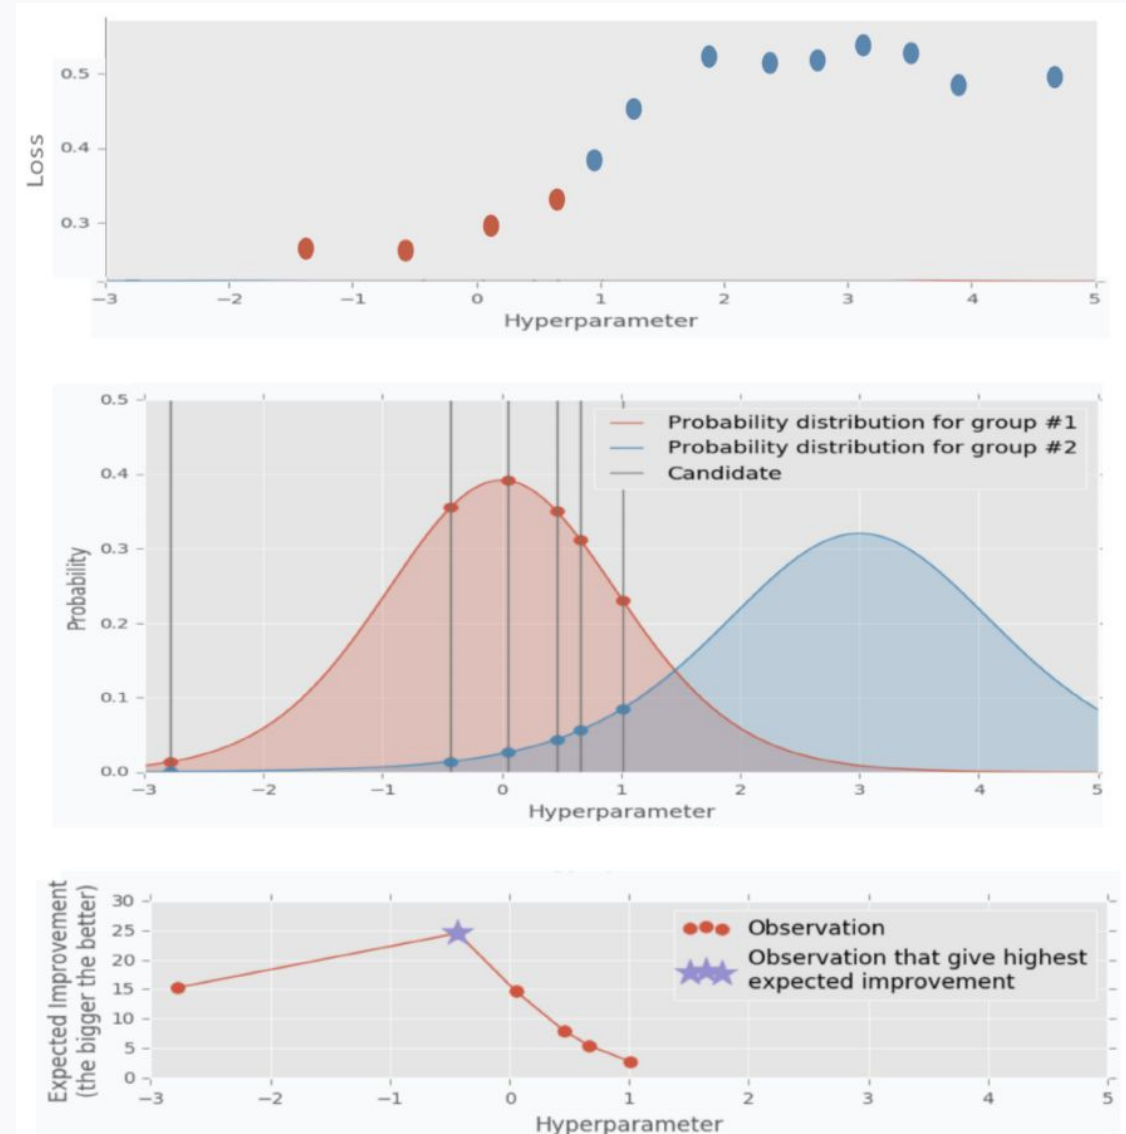 Loss
0.5
0.4
0.3
−3 −2 −1 0 1 2 3 4 5
Hyperparameter
Probability
0.5
0.4
0.3
0.2
0.1
0.0
Probability distribution for group #1
Probability distribution for group #2
Candidate
−3 −2 −1 0 1 2 3 4 5
Hyperparameter
Expected Improvement
(the bigger the better)
30
25
20
15
10
5
0
Observation
Observation that give highest
expected improvement
−3 −2 −1 0 1 2 3 4 5
Hyperparameter